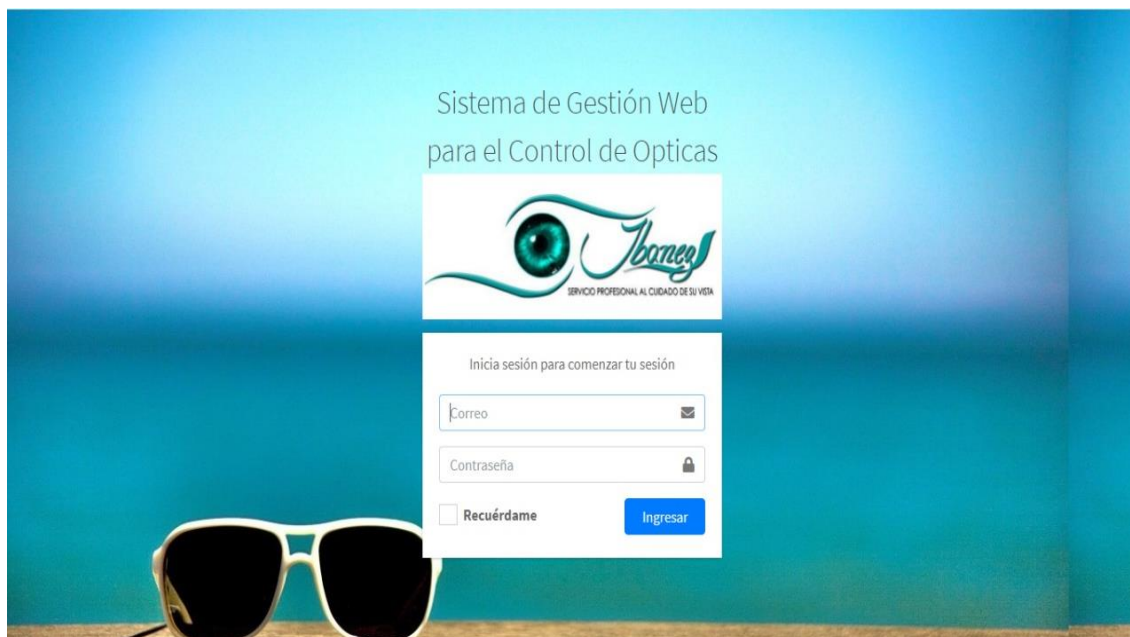 Sistema de Gestión Web
para el Control de Opticas
Ibanez
SERVICIO PROFESIONAL AL CUIDADO DE SU VISTA
Inicia sesión para comenzar tu sesión
Correo
Contraseña
Recuérdame
Ingresar